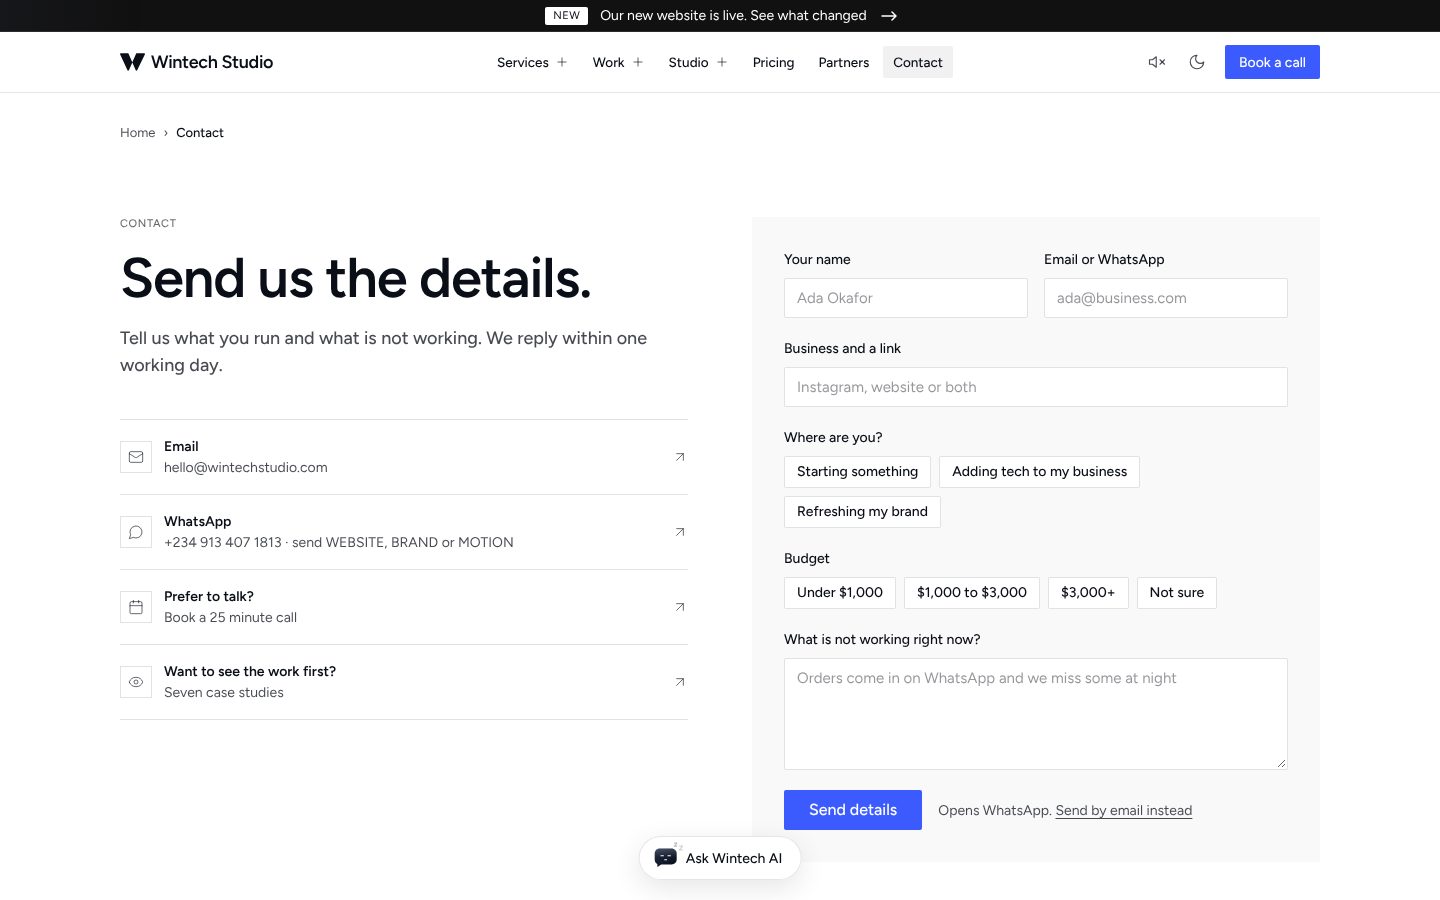 NEW Our new website is live. See what changed
Wintech Studio
Services
Work
Studio
Pricing
Partners
Contact
Book a call
Home › Contact
CONTACT
Send us the details.
Tell us what you run and what is not working. We reply within one
working day.
Email
hello@wintechstudio.com
WhatsApp
+234 913 407 1813 · send WEBSITE, BRAND or MOTION
Prefer to talk?
Book a 25 minute call
Want to see the work first?
Seven case studies
Your name
Ada Okafor
Email or WhatsApp
ada@business.com
Business and a link
Instagram, website or both
Where are you?
Starting something
Adding tech to my business
Refreshing my brand
Budget
Under $1,000
$1,000 to $3,000
$3,000+
Not sure
What is not working right now?
Orders come in on WhatsApp and we miss some at night
Send details
Opens WhatsApp. Send by email instead
Ask Wintech AI